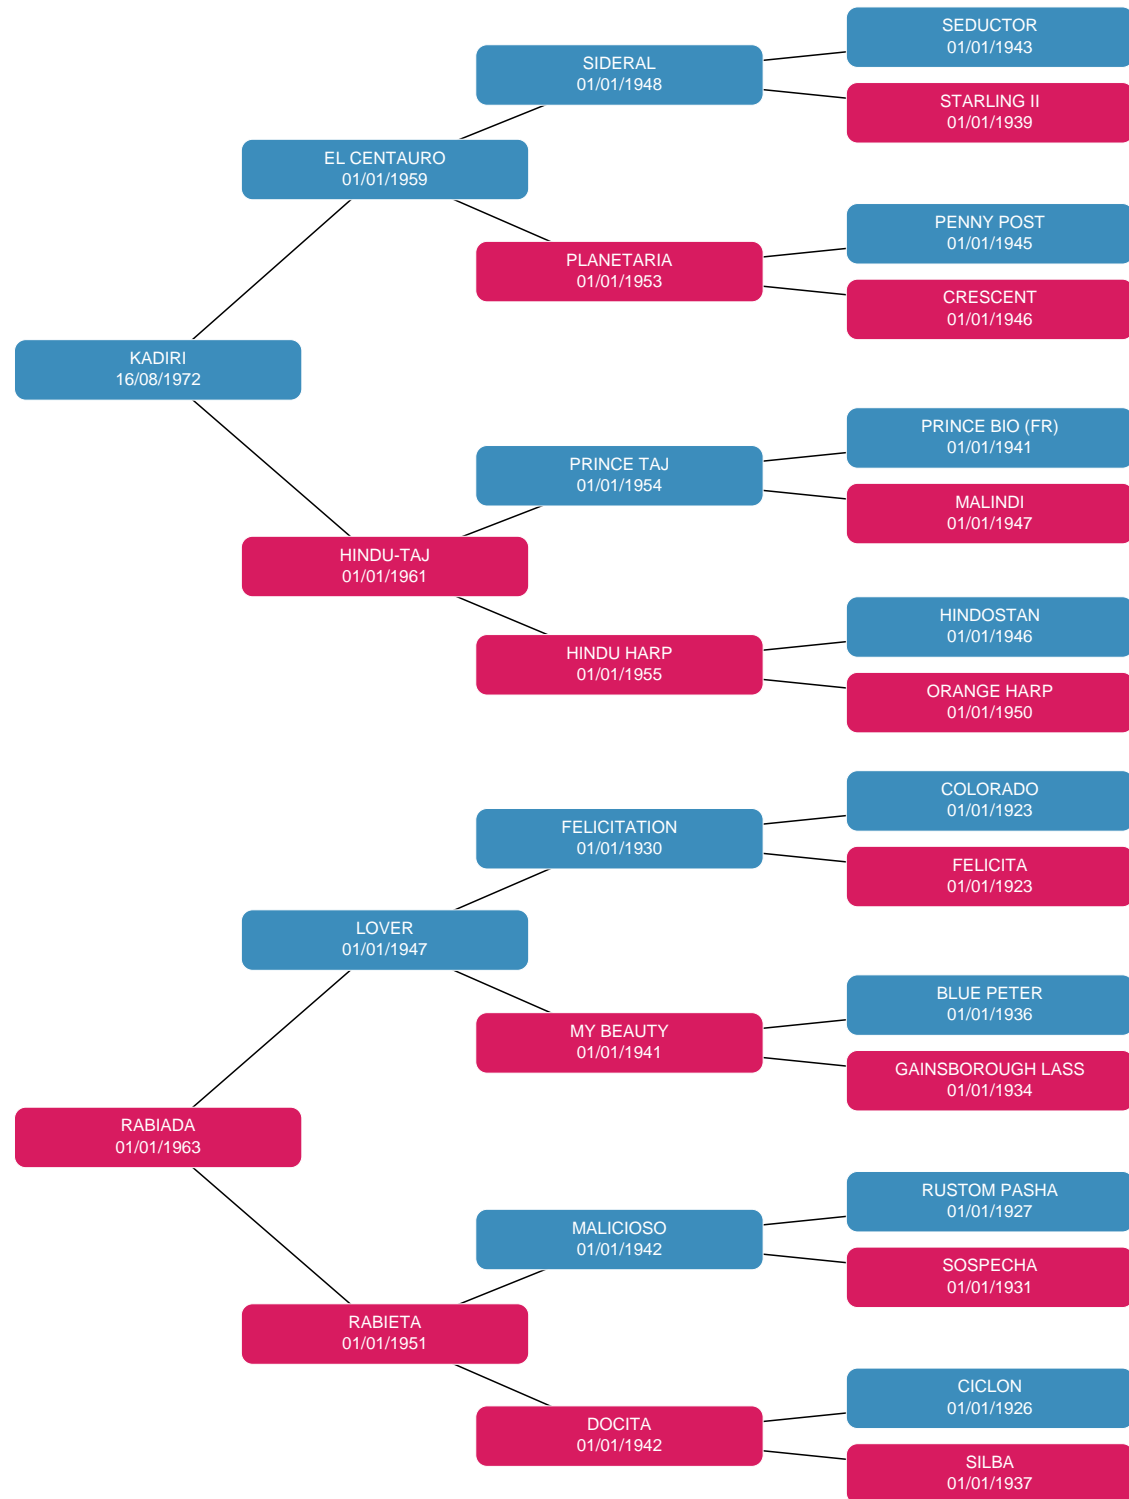 SEDUCTOR
01/01/1943
SIDERAL
01/01/1948
STARLING II
01/01/1939
EL CENTAURO
01/01/1959
PENNY POST
01/01/1945
PLANETARIA
01/01/1953
CRESCENT
01/01/1946
KADIRI
16/08/1972
PRINCE BIO (FR)
01/01/1941
PRINCE TAJ
01/01/1954
MALINDI
01/01/1947
HINDU-TAJ
01/01/1961
HINDOSTAN
01/01/1946
HINDU HARP
01/01/1955
ORANGE HARP
01/01/1950
COLORADO
01/01/1923
FELICITATION
01/01/1930
FELICITA
01/01/1923
LOVER
01/01/1947
BLUE PETER
01/01/1936
MY BEAUTY
01/01/1941
GAINSBOROUGH LASS
01/01/1934
RABIADA
01/01/1963
RUSTOM PASHA
01/01/1927
MALICIOSO
01/01/1942
SOSPECHA
01/01/1931
RABIETA
01/01/1951
CICLON
01/01/1926
DOCITA
01/01/1942
SILBA
01/01/1937